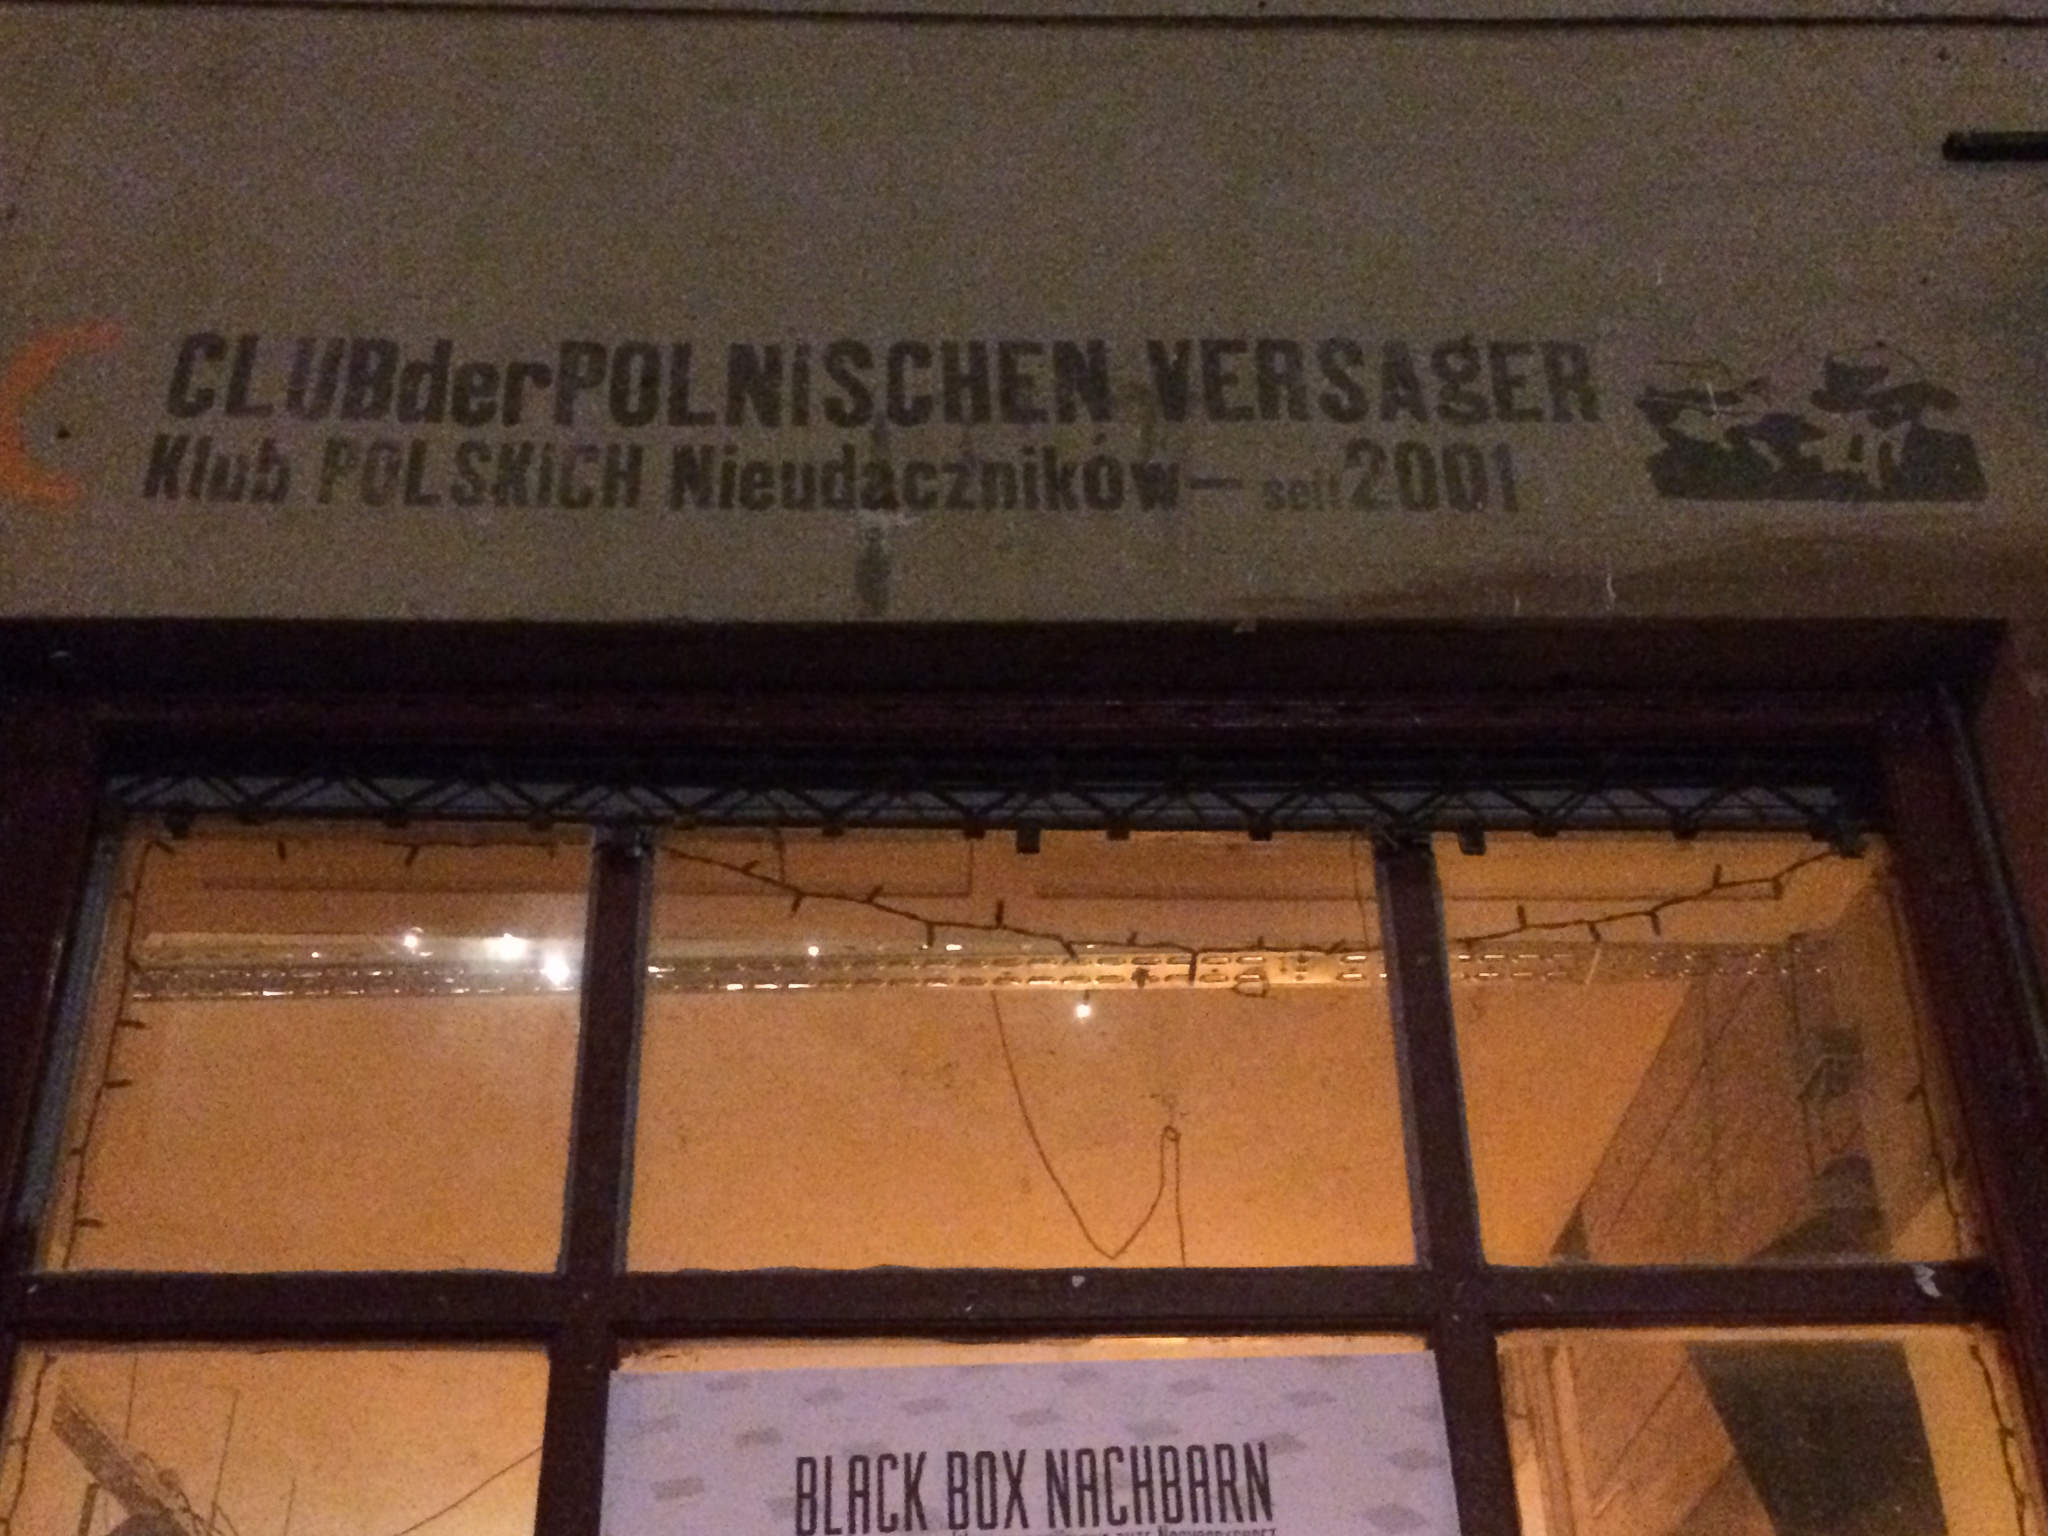 CLUBderPOLNiSCHEN VERSAgER
Klub POLSKiCH Nieudaczników – seit 2001
BLACK BOX NACHBARN